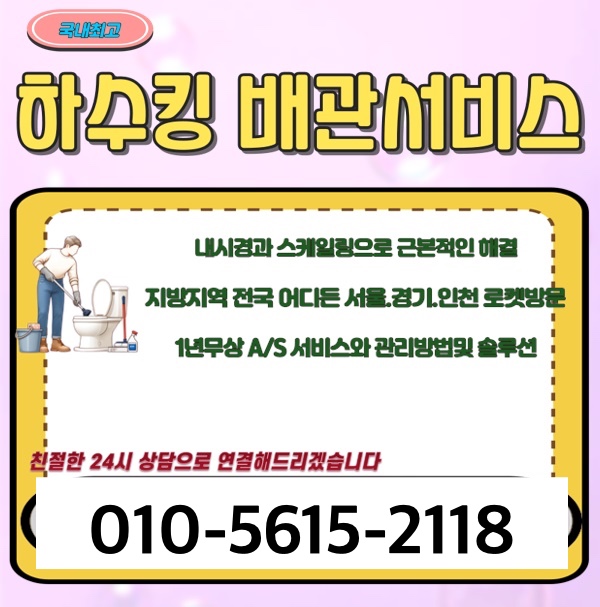 국내최고
하수킹 배관서비스
내시경과 스케일링으로 근본적인 해결
지방지역 전국 어디든 서울.경기.인천 로켓방문
1년무상 A/S 서비스와 관리방법및 솔루션
친절한 24시 상담으로 연결해드리겠습니다
010-5615-2118